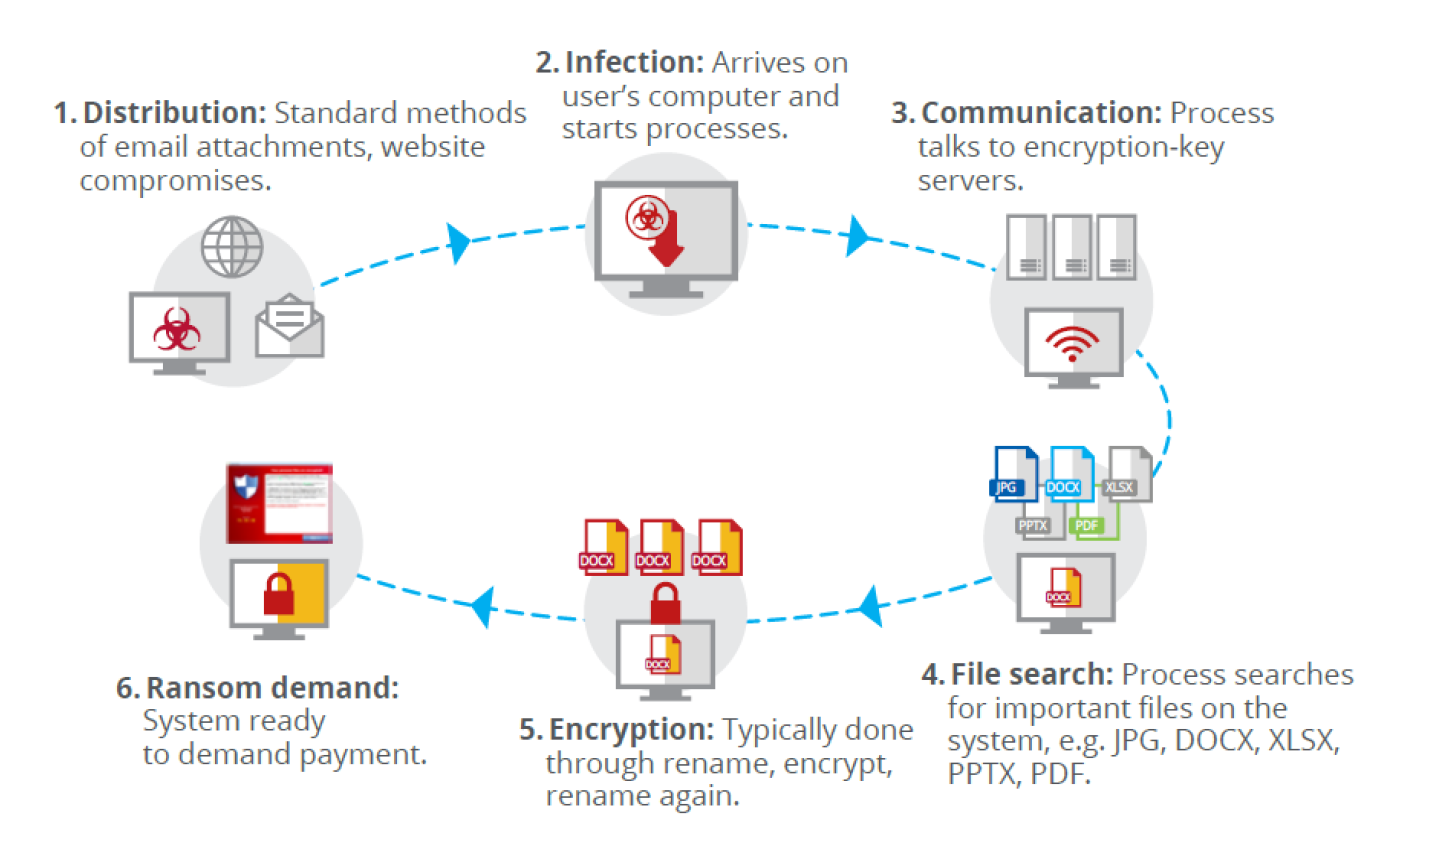 1. Distribution: Standard methods
of email attachments, website
compromises.
2. Infection: Arrives on
user's computer and
starts processes.
3. Communication: Process
talks to encryption-key
servers.
JPG DOCX XLSX
PPTX PDF
DOCX
4. File search: Process searches
for important files on the
system, e.g. JPG, DOCX, XLSX,
PPTX, PDF.
DOCX DOCX DOCX
DOCX
5. Encryption: Typically done
through rename, encrypt,
rename again.
6. Ransom demand:
System ready
to demand payment.